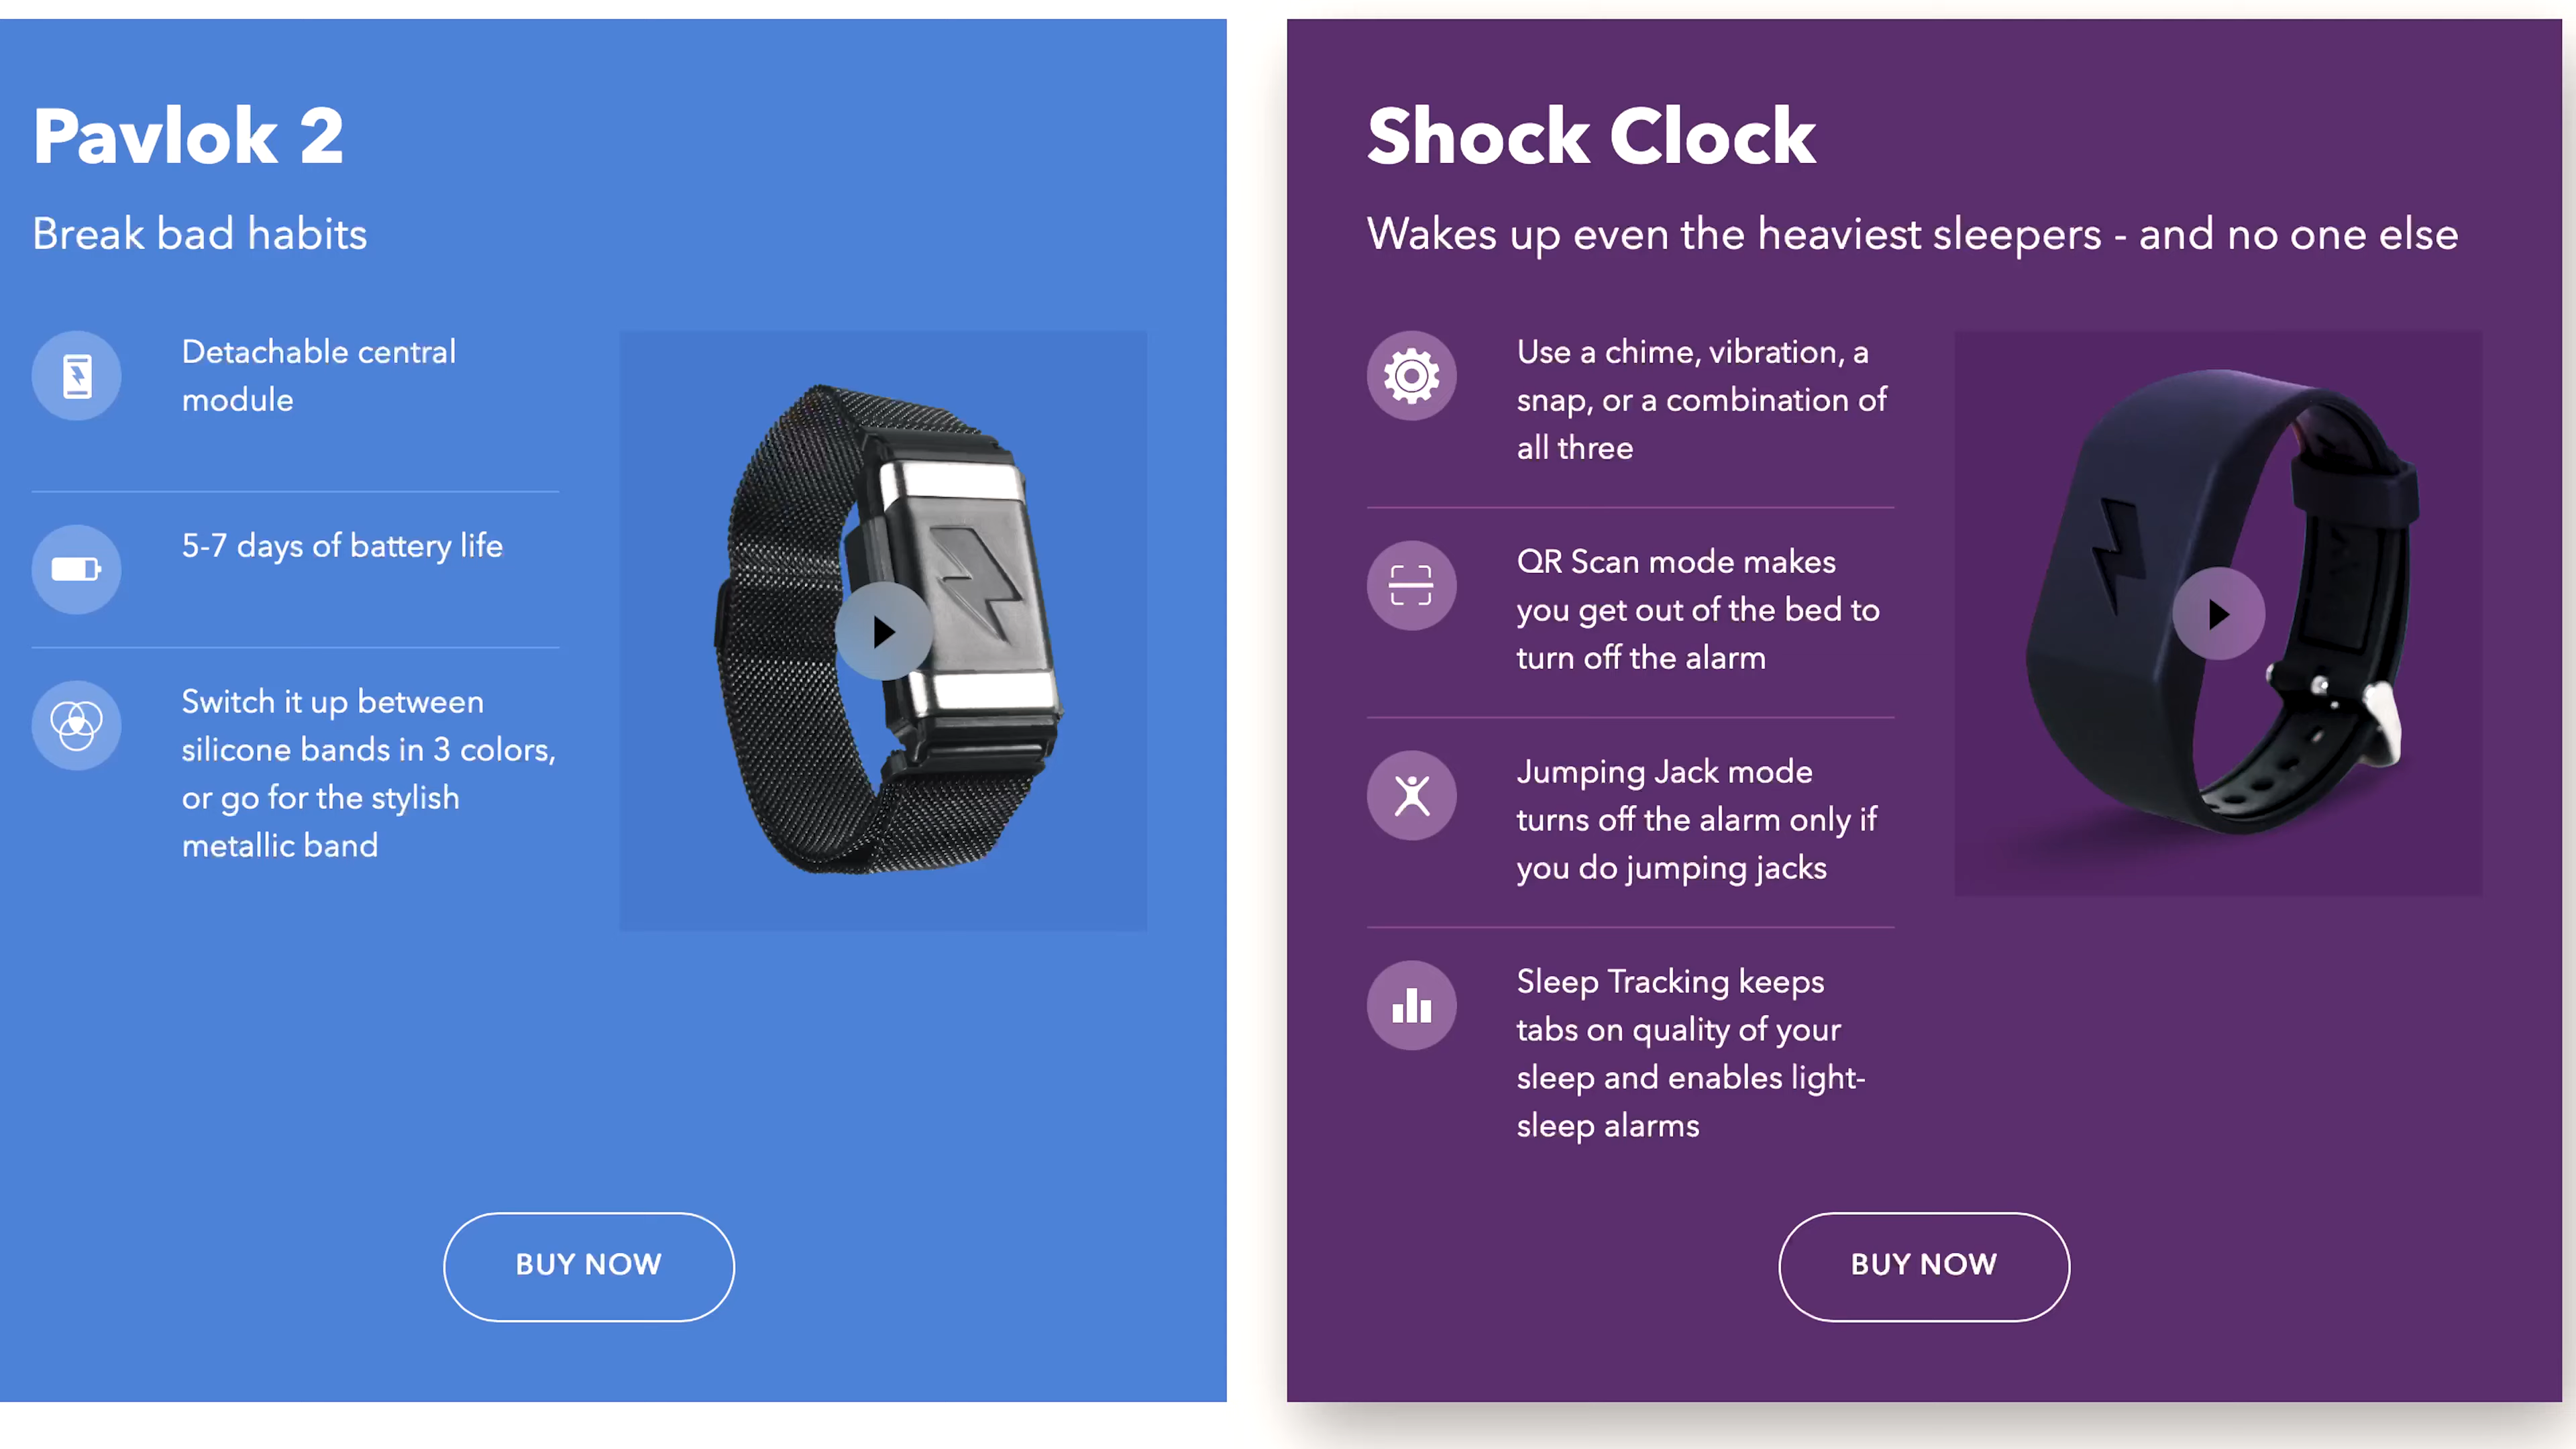 Pavlok 2
Break bad habits
Detachable central
module
5-7 days of battery life
Switch it up between
silicone bands in 3 colors,
or go for the stylish
metallic band
BUY NOW
Shock Clock
Wakes up even the heaviest sleepers - and no one else
Use a chime, vibration, a
snap, or a combination of
all three
QR Scan mode makes
you get out of the bed to
turn off the alarm
Jumping Jack mode
turns off the alarm only if
you do jumping jacks
Sleep Tracking keeps
tabs on quality of your
sleep and enables light-
sleep alarms
BUY NOW